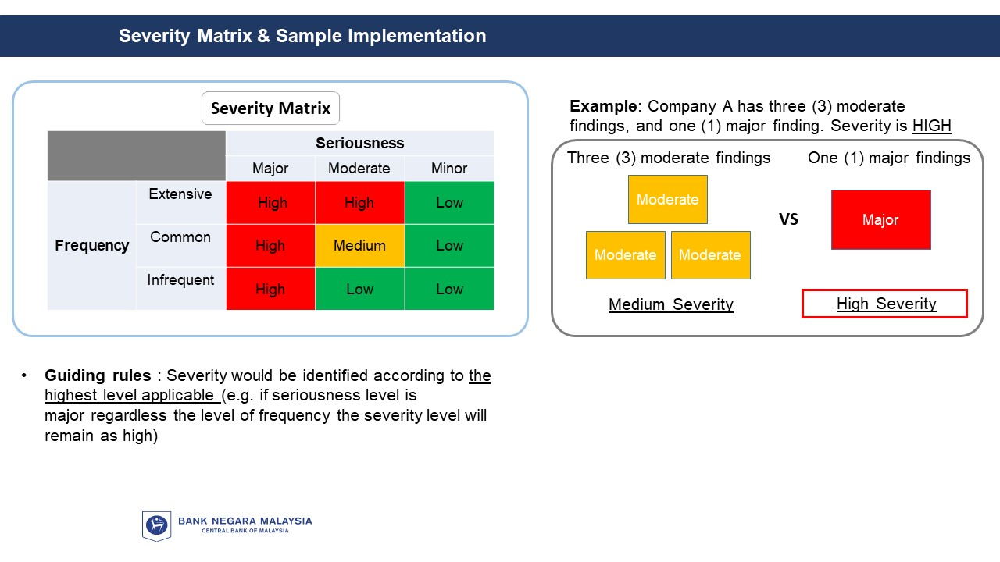 Severity Matrix & Sample Implementation
Severity Matrix
Seriousness
Major Moderate Minor
Frequency
Extensive High High Low
Common High Medium Low
Infrequent High Low Low
Example: Company A has three (3) moderate
findings, and one (1) major finding. Severity is HIGH
Three (3) moderate findings
One (1) major findings
Moderate
Moderate Moderate
VS
Major
Medium Severity
High Severity
• Guiding rules : Severity would be identified according to the
highest level applicable (e.g. if seriousness level is
major regardless the level of frequency the severity level will
remain as high)
BANK NEGARA MALAYSIA
CENTRAL BANK OF MALAYSIA